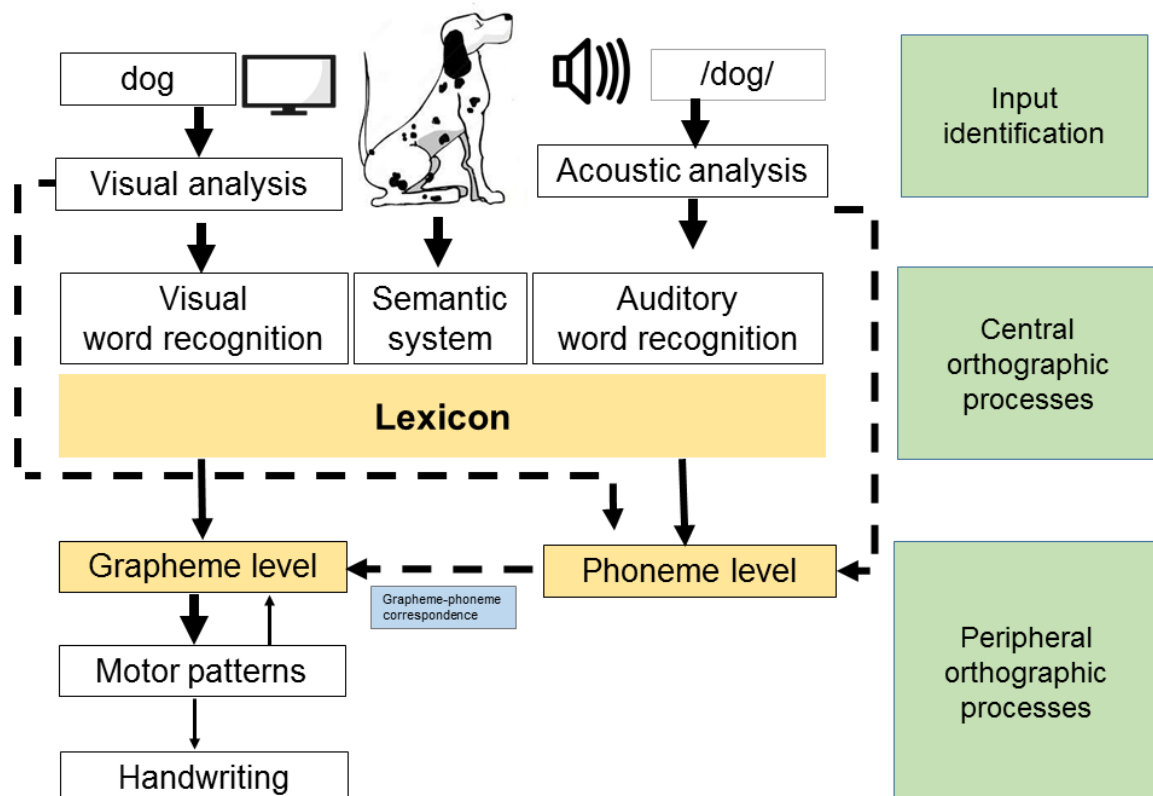 dog
/dog/
Input
identification
Visual analysis
Acoustic analysis
Visual
word recognition
Semantic
system
Auditory
word recognition
Central
orthographic
processes
Lexicon
Grapheme level
Phoneme level
Grapheme-phoneme
correspondence
Motor patterns
Peripheral
orthographic
processes
Handwriting